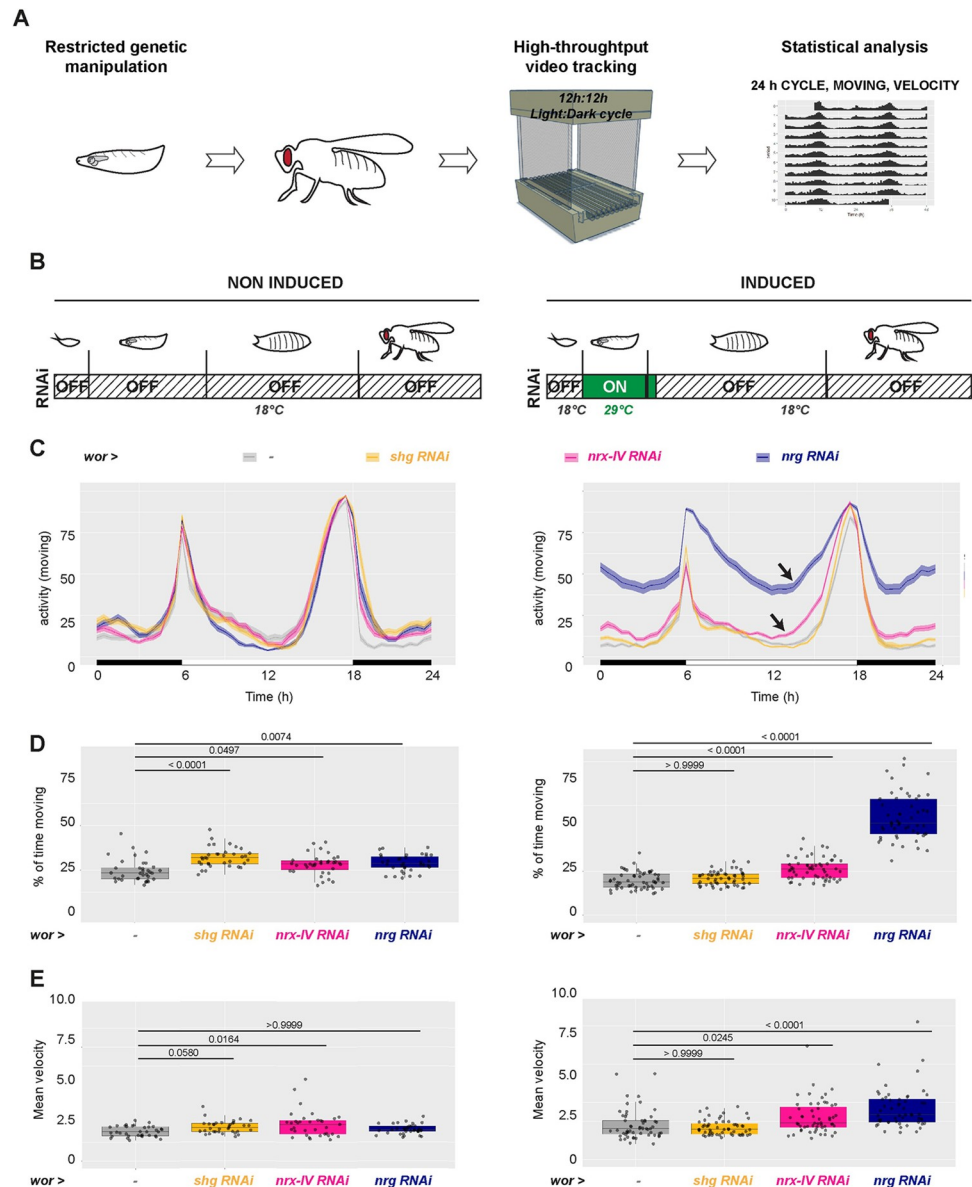 A
Restricted genetic
manipulation
High-throughtput
video tracking
Statistical analysis
12h:12h
Light:Dark cycle
24 h CYCLE, MOVING, VELOCITY
Time (h)
B
NON INDUCED
INDUCED
RNAi
OFF OFF OFF OFF
18°C
RNAi
OFF ON OFF OFF
18°C 29°C 18°C
C
wor > - shg RNAi nrx-IV RNAi nrg RNAi
activity (moving)
75
50
25
0
0 6 12 18 24
Time (h)
activity (moving)
75
50
25
0
0 6 12 18 24
Time (h)
D
% of time moving
75
50
25
0
0.0074
0.0497
< 0.0001
wor > - shg RNAi nrx-IV RNAi nrg RNAi
% of time moving
75
50
25
0
< 0.0001
< 0.0001
> 0.9999
wor > - shg RNAi nrx-IV RNAi nrg RNAi
E
Mean velocity
10.0
7.5
5.0
2.5
0
>0.9999
0.0164
0.0580
wor > - shg RNAi nrx-IV RNAi nrg RNAi
Mean velocity
10.0
7.5
5.0
2.5
0
< 0.0001
0.0245
> 0.9999
wor > - shg RNAi nrx-IV RNAi nrg RNAi